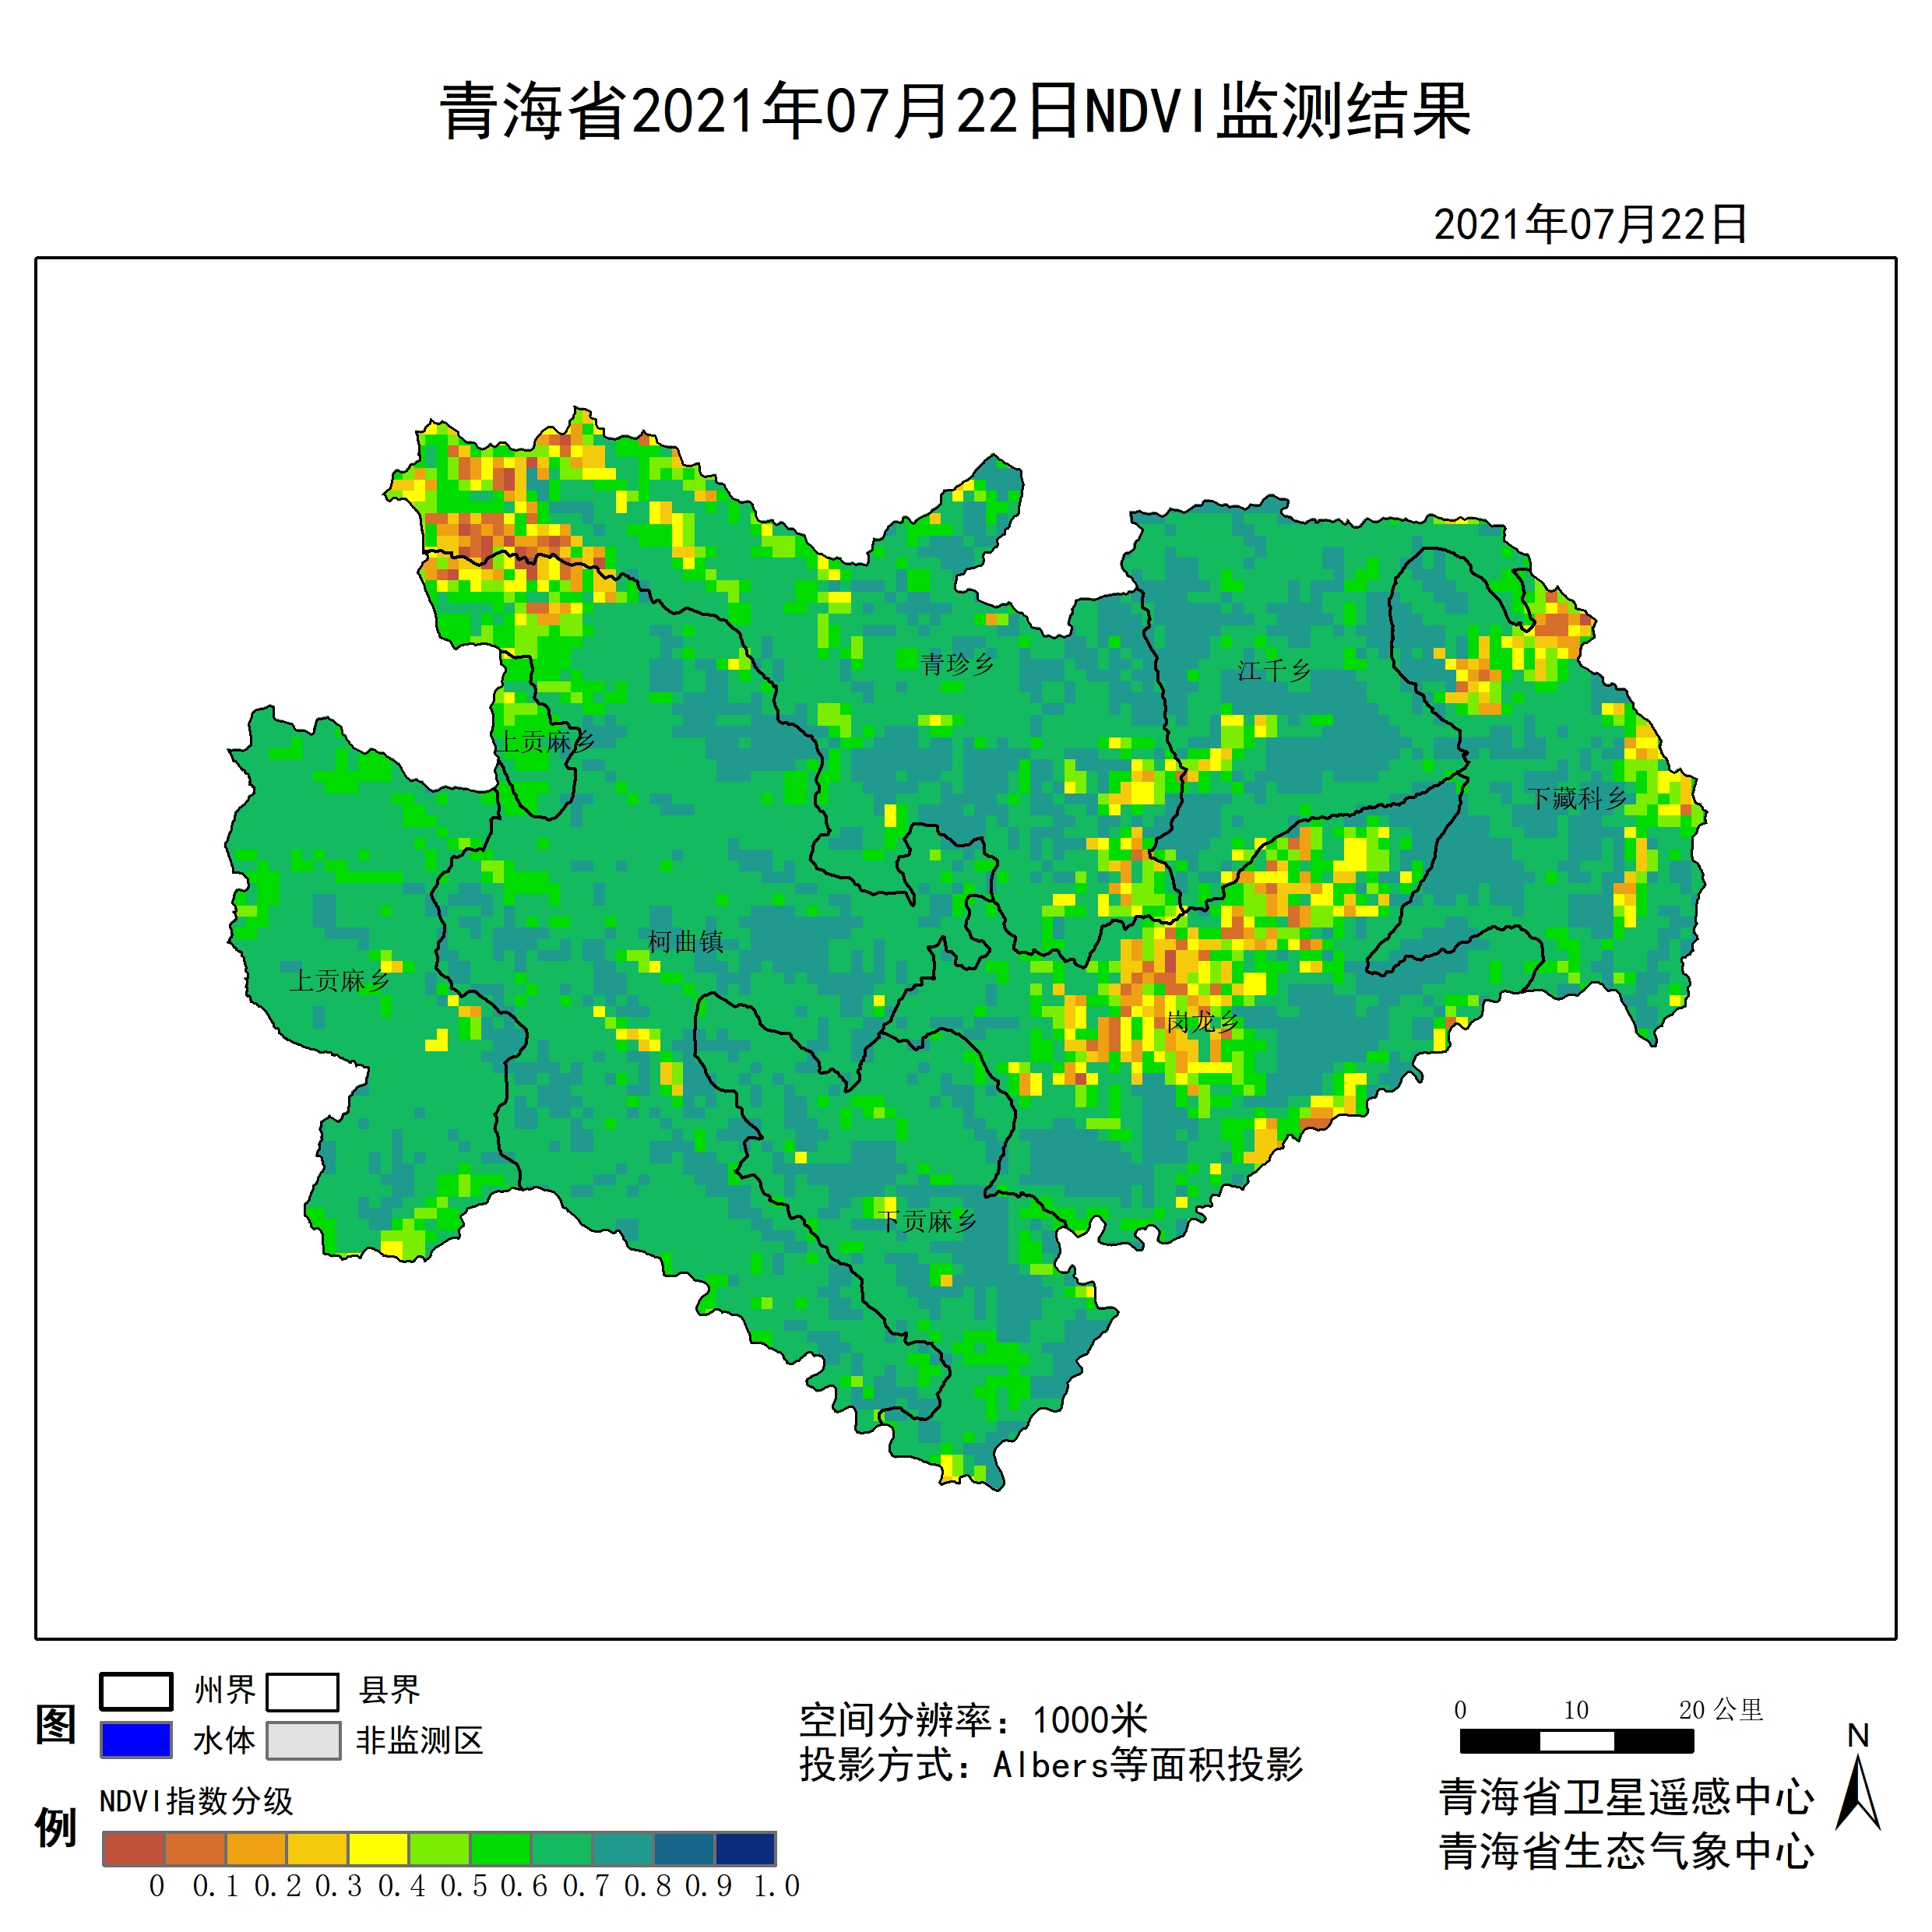 青海省2021年07月22日NDVI监测结果
2021年07月22日
青珍乡
江千乡
上贡麻乡
下藏科乡
柯曲镇
上贡麻乡
岗龙乡
下贡麻乡
图例
州界 县界
水体 非监测区
NDVI指数分级
0 0.1 0.2 0.3 0.4 0.5 0.6 0.7 0.8 0.9 1.0
空间分辨率：1000米
投影方式：Albers等面积投影
0 10 20 公里
N
青海省卫星遥感中心
青海省生态气象中心